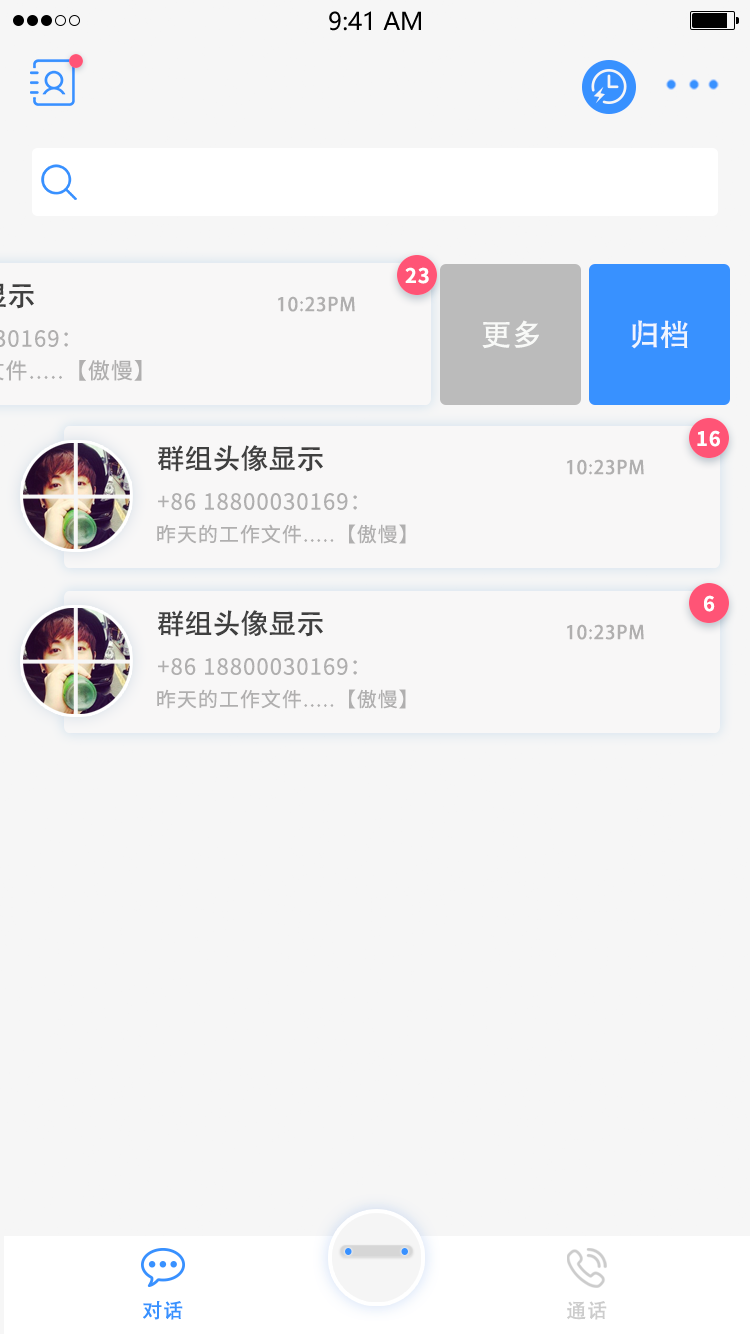 9:41 AM
显示
10:23PM
23
更多
归档
30169：
文件.....【傲慢】
群组头像显示
10:23PM
16
+86 18800030169：
昨天的工作文件.....【傲慢】
群组头像显示
10:23PM
6
+86 18800030169：
昨天的工作文件.....【傲慢】
对话
通话